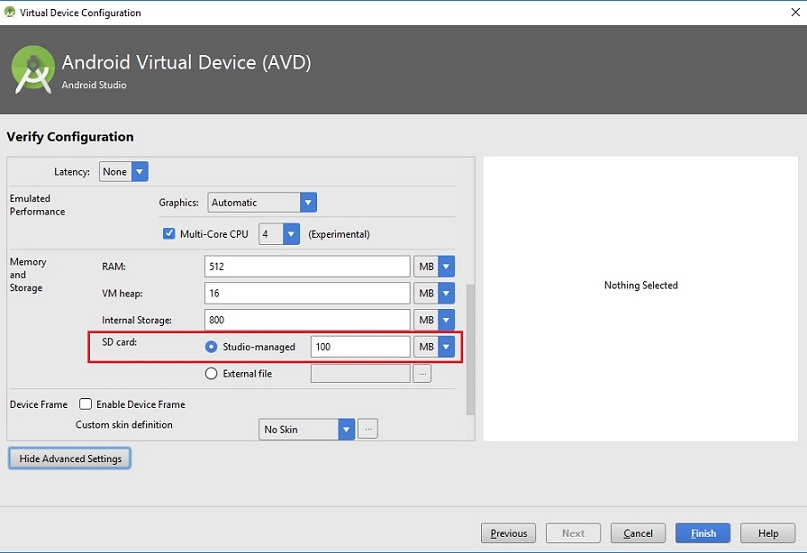 Virtual Device Configuration
Android Virtual Device (AVD)
Android Studio
Verify Configuration
Latency: None
Emulated Performance
Graphics: Automatic
Multi-Core CPU 4 (Experimental)
Memory and Storage
RAM: 512 MB
VM heap: 16 MB
Internal Storage: 800 MB
SD card: Studio-managed 100 MB
External file ...
Device Frame Enable Device Frame
Custom skin definition No Skin ...
Nothing Selected
Hide Advanced Settings
Previous Next Cancel Finish Help